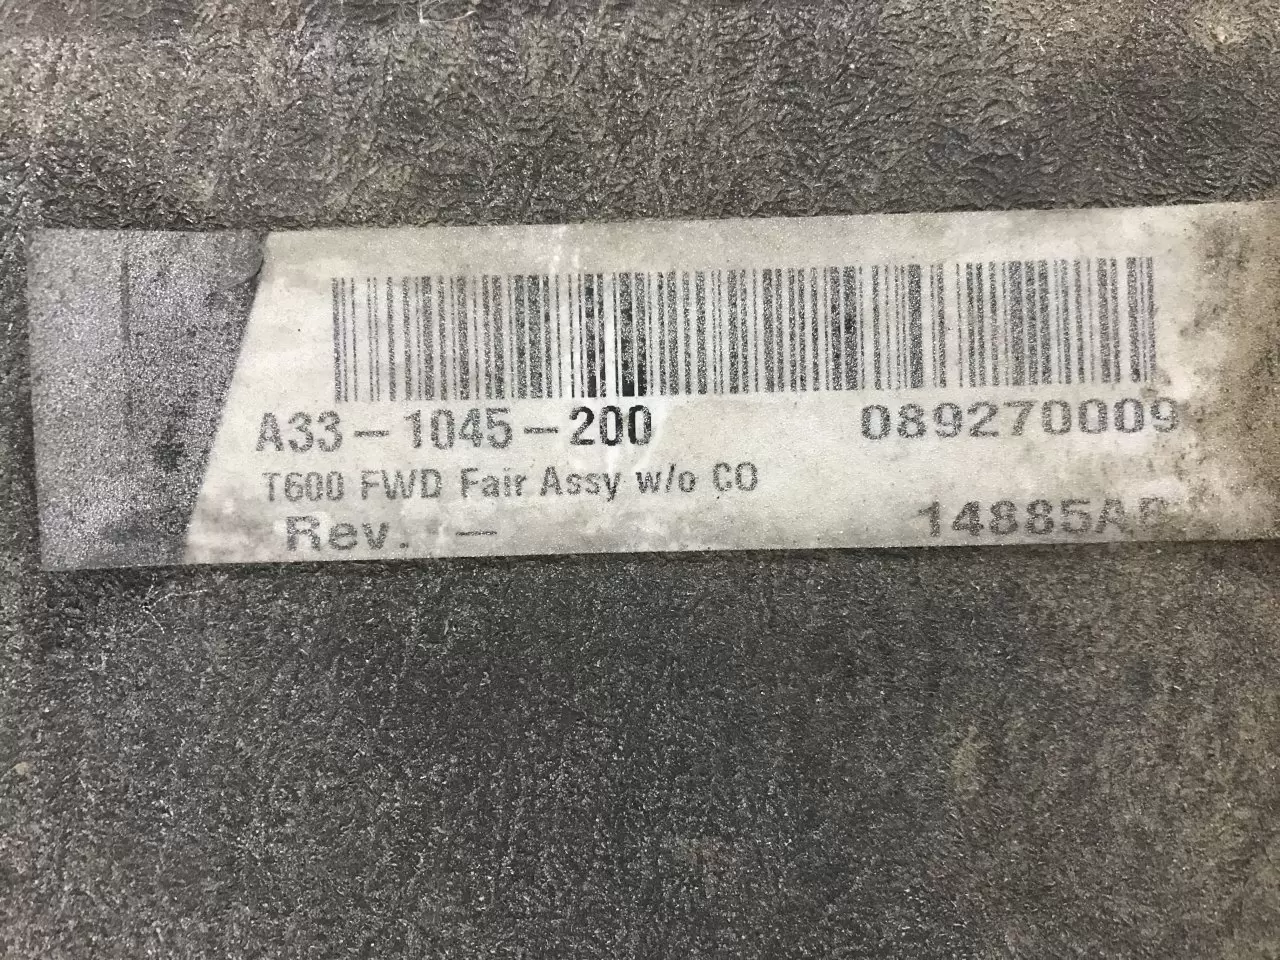 A33-1045-200 089270009
T600 FWD Fair Assy w/o CO
Rev. -